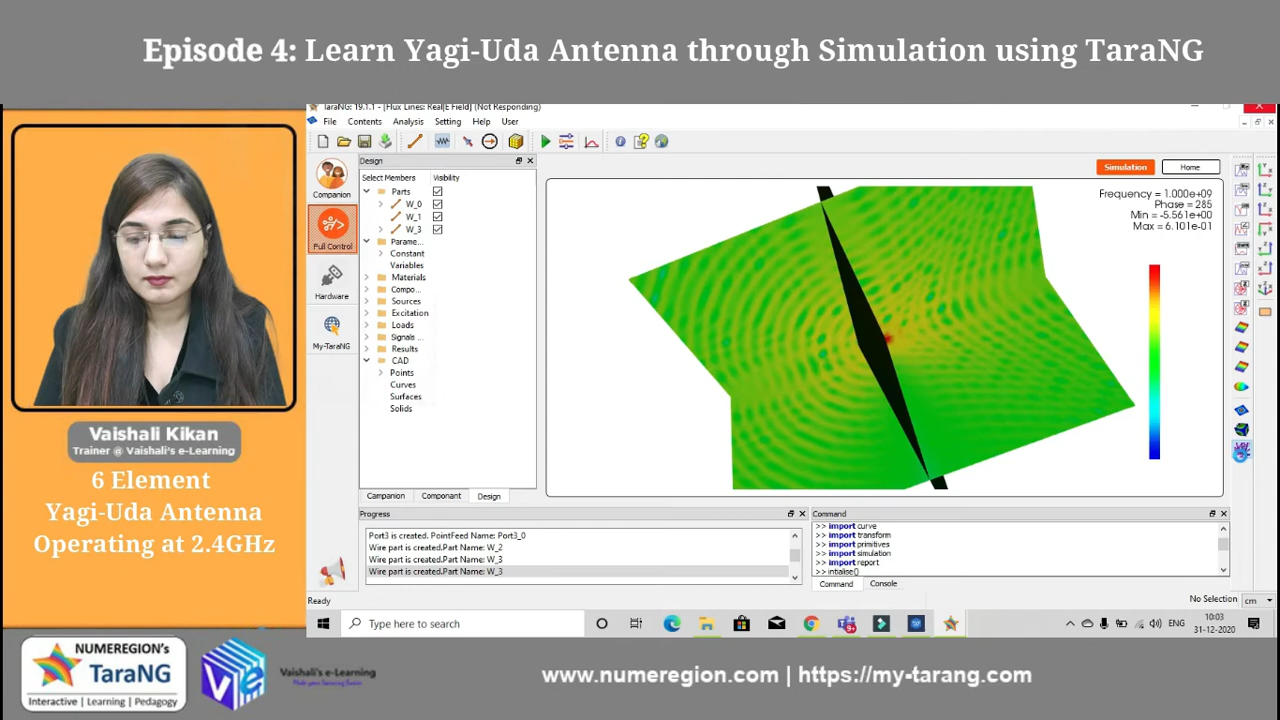 Episode 4: Learn Yagi-Uda Antenna through Simulation using TaraNG
TaraNG: 19.1.1 - [Flux Lines: Real(E Field] (Not Responding)
File Contents Analysis Setting Help User
Companion
Full Control
Hardware
My-TaraNG
Design
Select Members Visibility
Parts
W_0
W_1
W_3
Parame...
Constant
Variables
Materials
Compo...
Sources
Excitation
Loads
Signals ...
Results
CAD
Points
Curves
Surfaces
Solids
Companion Component Design
Simulation Home
Frequency = 1.000e+09
Phase = 285
Min = -5.561e+00
Max = 6.101e-01
Progress
Port3 is created. PointFeed Name: Port3_0
Wire part is created.Part Name: W_2
Wire part is created.Part Name: W_3
Wire part is created.Part Name: W_3
Command
>> import curve
>> import transform
>> import primitives
>> import simulation
>> import report
>> intialise()
Command Console
Ready
No Selection cm
Type here to search
ENG
10:03
31-12-2020
Vaishali Kikan
Trainer @ Vaishali's e-Learning
6 Element
Yagi-Uda Antenna
Operating at 2.4GHz
NUMEREGION's
TaraNG
Interactive | Learning | Pedagogy
Vaishali's e-Learning
www.numeregion.com | https://my-tarang.com